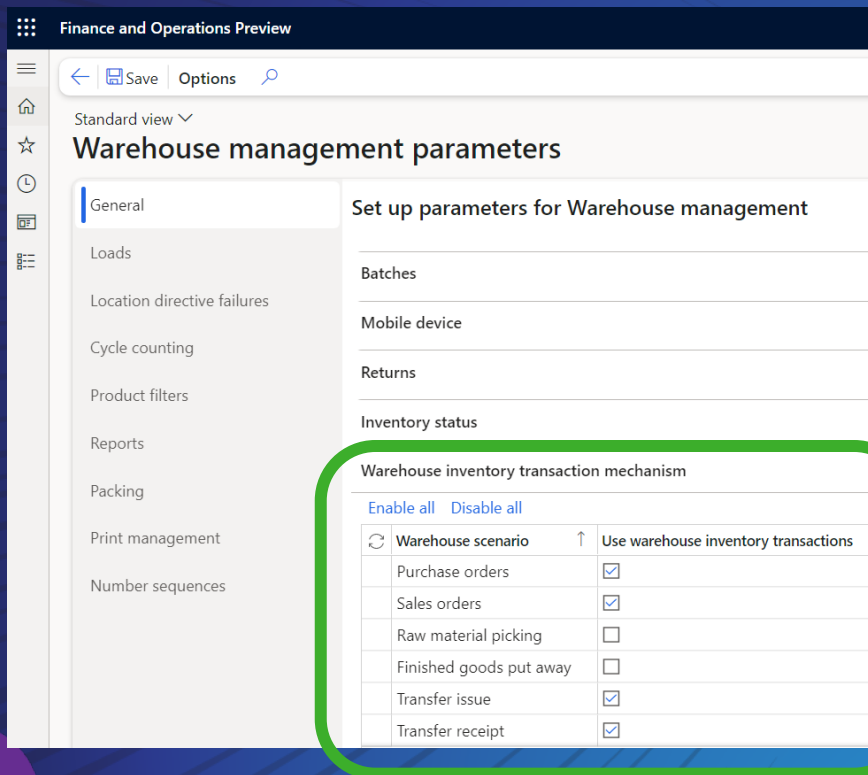 Finance and Operations Preview
Save Options
Standard view
Warehouse management parameters
General
Loads
Location directive failures
Cycle counting
Product filters
Reports
Packing
Print management
Number sequences
Set up parameters for Warehouse management
Batches
Mobile device
Returns
Inventory status
Warehouse inventory transaction mechanism
Enable all Disable all
Warehouse scenario Use warehouse inventory transactions
Purchase orders
Sales orders
Raw material picking
Finished goods put away
Transfer issue
Transfer receipt